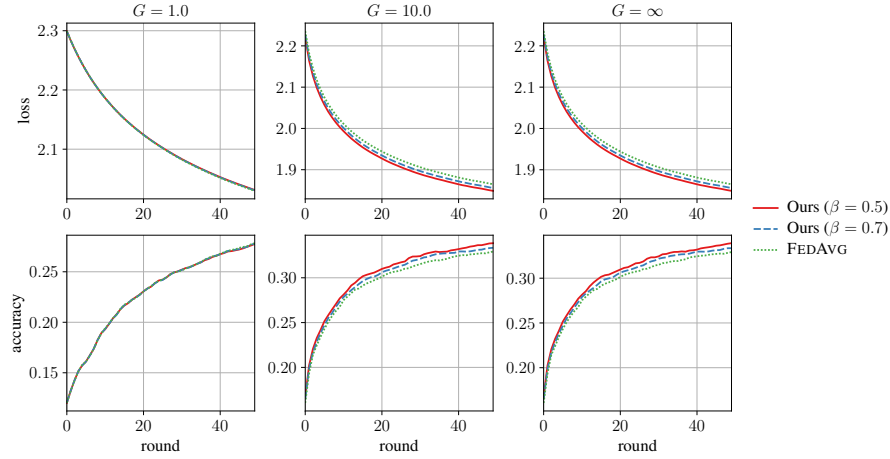 G = 1.0
G = 10.0
G = ∞
loss
2.3
2.2
2.1
0 20 40
2.2
2.1
2.0
1.9
0 20 40
2.2
2.1
2.0
1.9
0 20 40
Ours (β = 0.5)
Ours (β = 0.7)
FEDAVG
accuracy
0.25
0.20
0.15
0 20 40
round
0.30
0.25
0.20
0 20 40
round
0.30
0.25
0.20
0 20 40
round